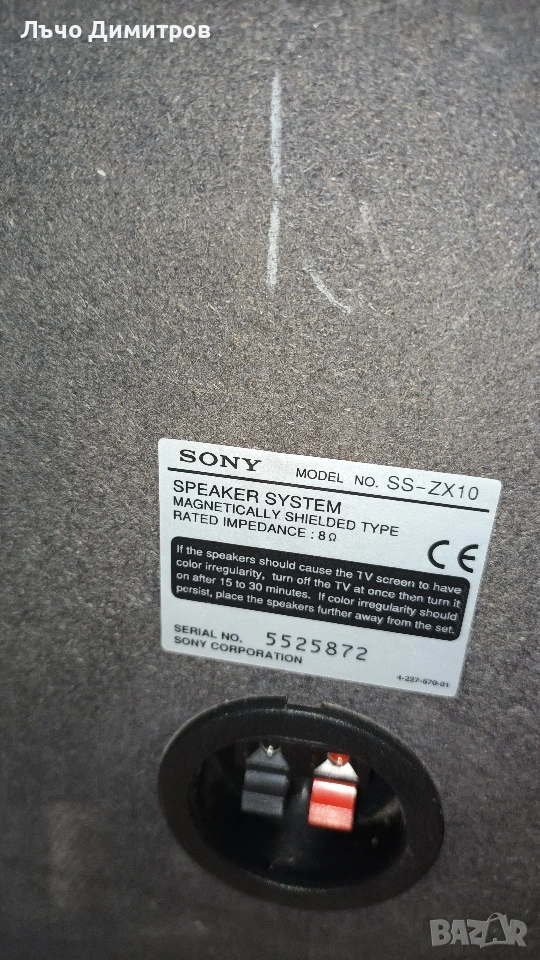 Лъчо Димитров
SONY MODEL NO. SS-ZX10
SPEAKER SYSTEM
MAGNETICALLY SHIELDED TYPE
RATED IMPEDANCE : 8Ω
CE
If the speakers should cause the TV screen to have
color irregularity, turn off the TV at once then turn it
on after 15 to 30 minutes. If color irregularity should
persist, place the speakers further away from the set.
SERIAL NO. 5525872
SONY CORPORATION
4-227-670-01
BAZAR